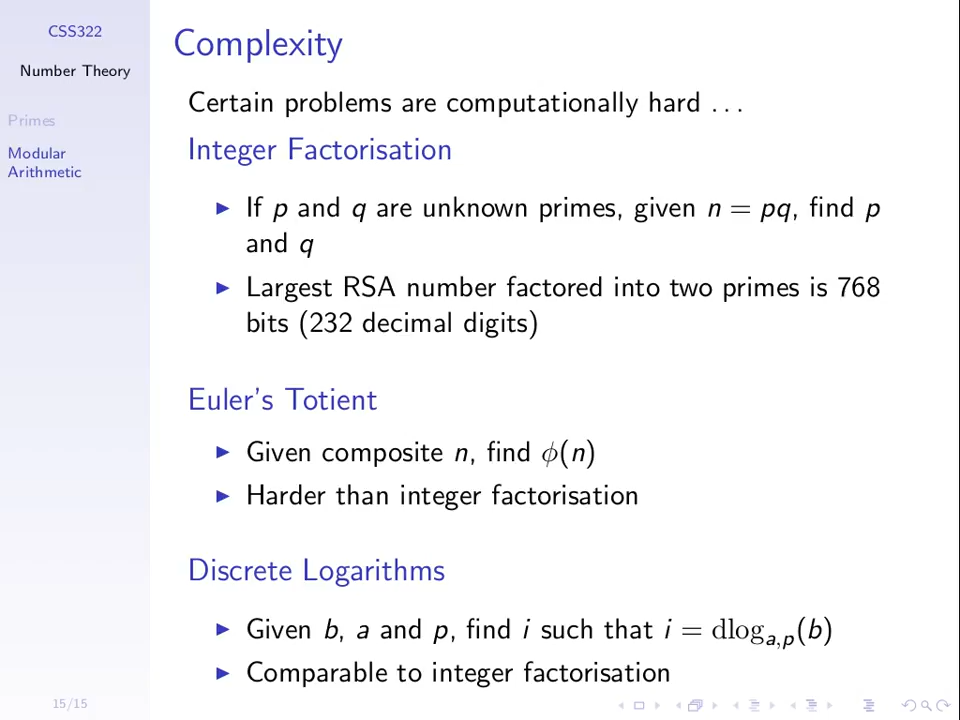 CSS322
Number Theory
Primes
Modular
Arithmetic
Complexity
Certain problems are computationally hard . . .
Integer Factorisation
If p and q are unknown primes, given n = pq, find p
and q
Largest RSA number factored into two primes is 768
bits (232 decimal digits)
Euler's Totient
Given composite n, find ϕ(n)
Harder than integer factorisation
Discrete Logarithms
Given b, a and p, find i such that i = dlog_{a,p}(b)
Comparable to integer factorisation
15/15